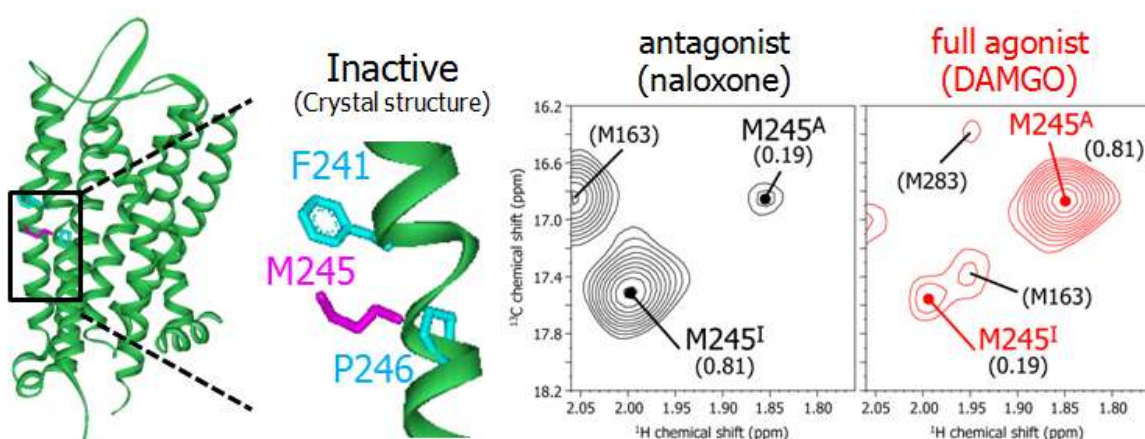 Inactive
(Crystal structure)
F241
M245
P246
antagonist
(naloxone)
full agonist
(DAMGO)
16.2
16.6
17.0
17.4
17.8
18.2
¹³C chemical shift (ppm)
(M163)
M245ᴬ
(0.19)
M245ᴵ
(0.81)
2.05 2.00 1.95 1.90 1.85 1.80
¹H chemical shift (ppm)
M245ᴬ
(0.81)
(M283)
(M163)
M245ᴵ
(0.19)
2.05 2.00 1.95 1.90 1.85 1.80
¹H chemical shift (ppm)